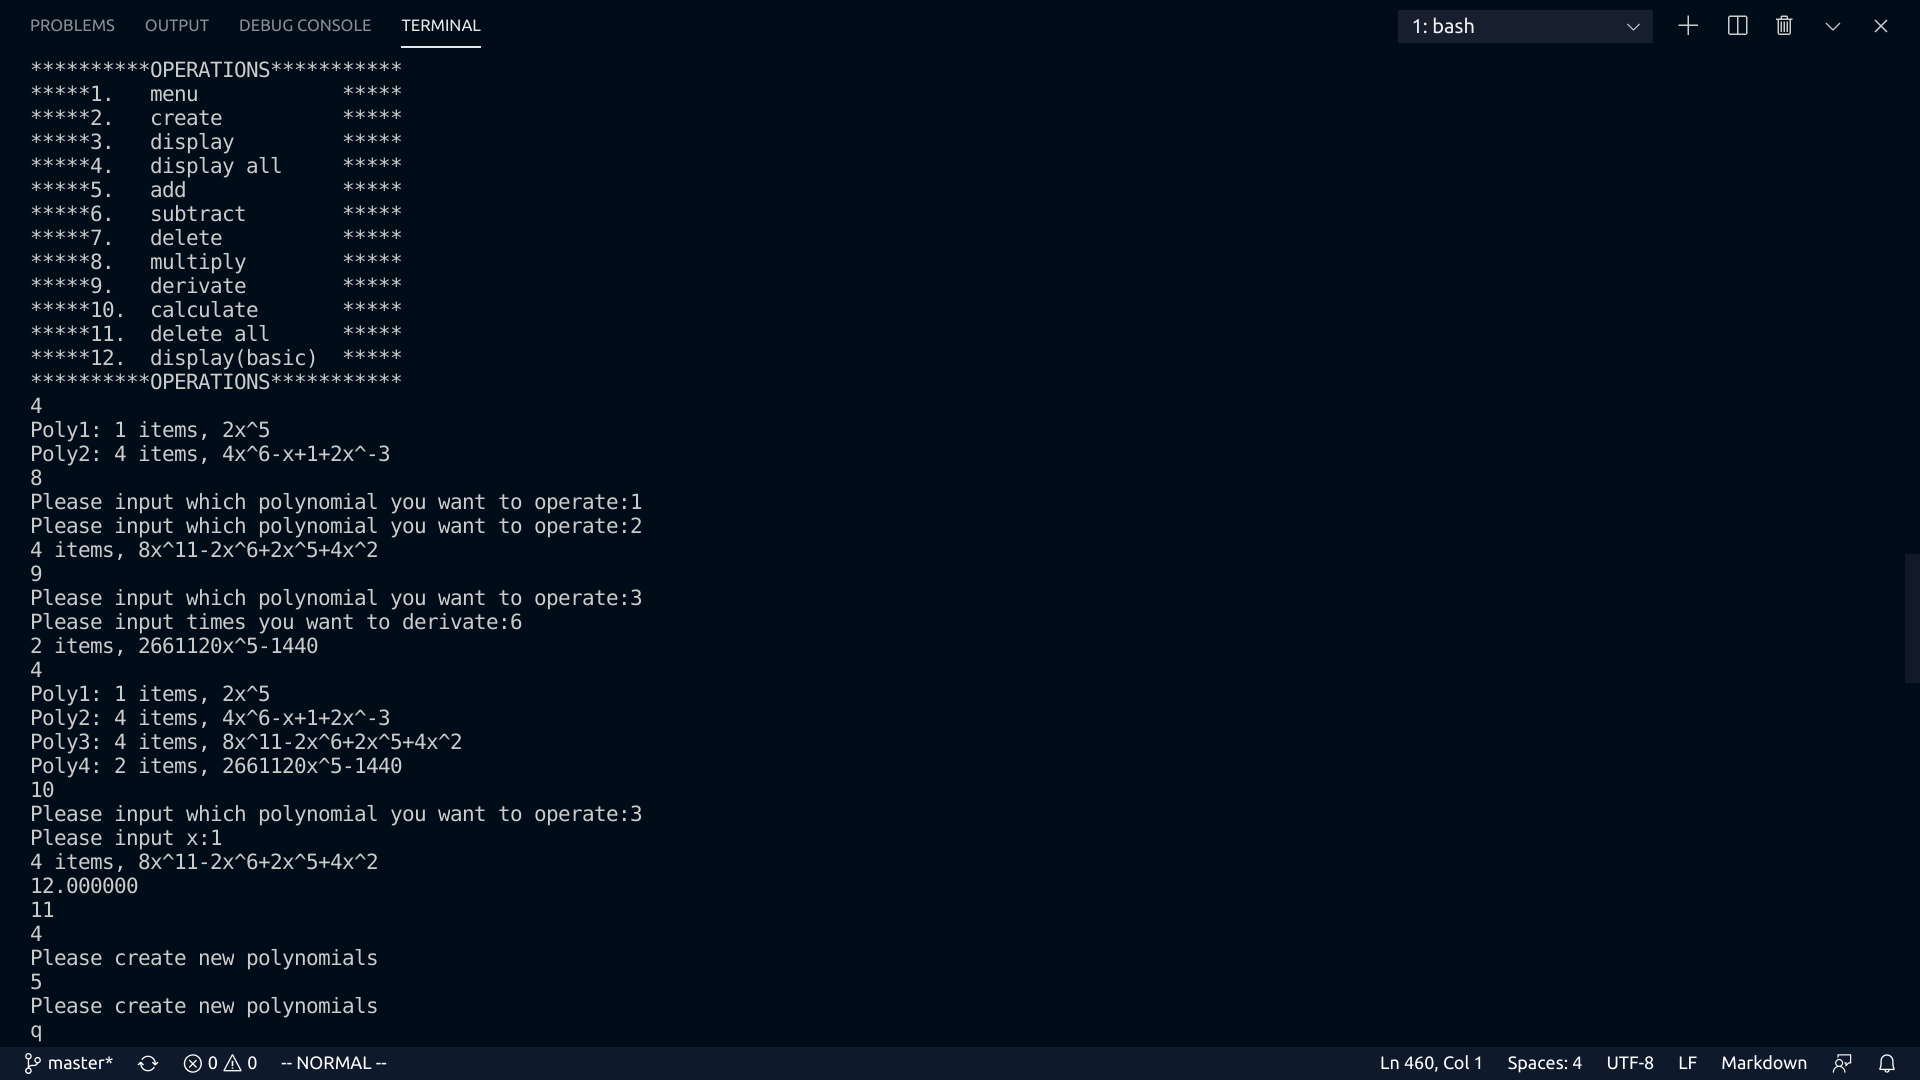 PROBLEMS OUTPUT DEBUG CONSOLE TERMINAL 1: bash
**********OPERATIONS***********
*****1.   menu            *****
*****2.   create          *****
*****3.   display         *****
*****4.   display all     *****
*****5.   add             *****
*****6.   subtract        *****
*****7.   delete          *****
*****8.   multiply        *****
*****9.   derivate        *****
*****10.  calculate       *****
*****11.  delete all      *****
*****12.  display(basic)  *****
**********OPERATIONS***********
4
Poly1: 1 items, 2x^5
Poly2: 4 items, 4x^6-x+1+2x^-3
8
Please input which polynomial you want to operate:1
Please input which polynomial you want to operate:2
4 items, 8x^11-2x^6+2x^5+4x^2
9
Please input which polynomial you want to operate:3
Please input times you want to derivate:6
2 items, 2661120x^5-1440
4
Poly1: 1 items, 2x^5
Poly2: 4 items, 4x^6-x+1+2x^-3
Poly3: 4 items, 8x^11-2x^6+2x^5+4x^2
Poly4: 2 items, 2661120x^5-1440
10
Please input which polynomial you want to operate:3
Please input x:1
4 items, 8x^11-2x^6+2x^5+4x^2
12.000000
11
4
Please create new polynomials
5
Please create new polynomials
q
master* 0 0 -- NORMAL -- Ln 460, Col 1 Spaces: 4 UTF-8 LF Markdown